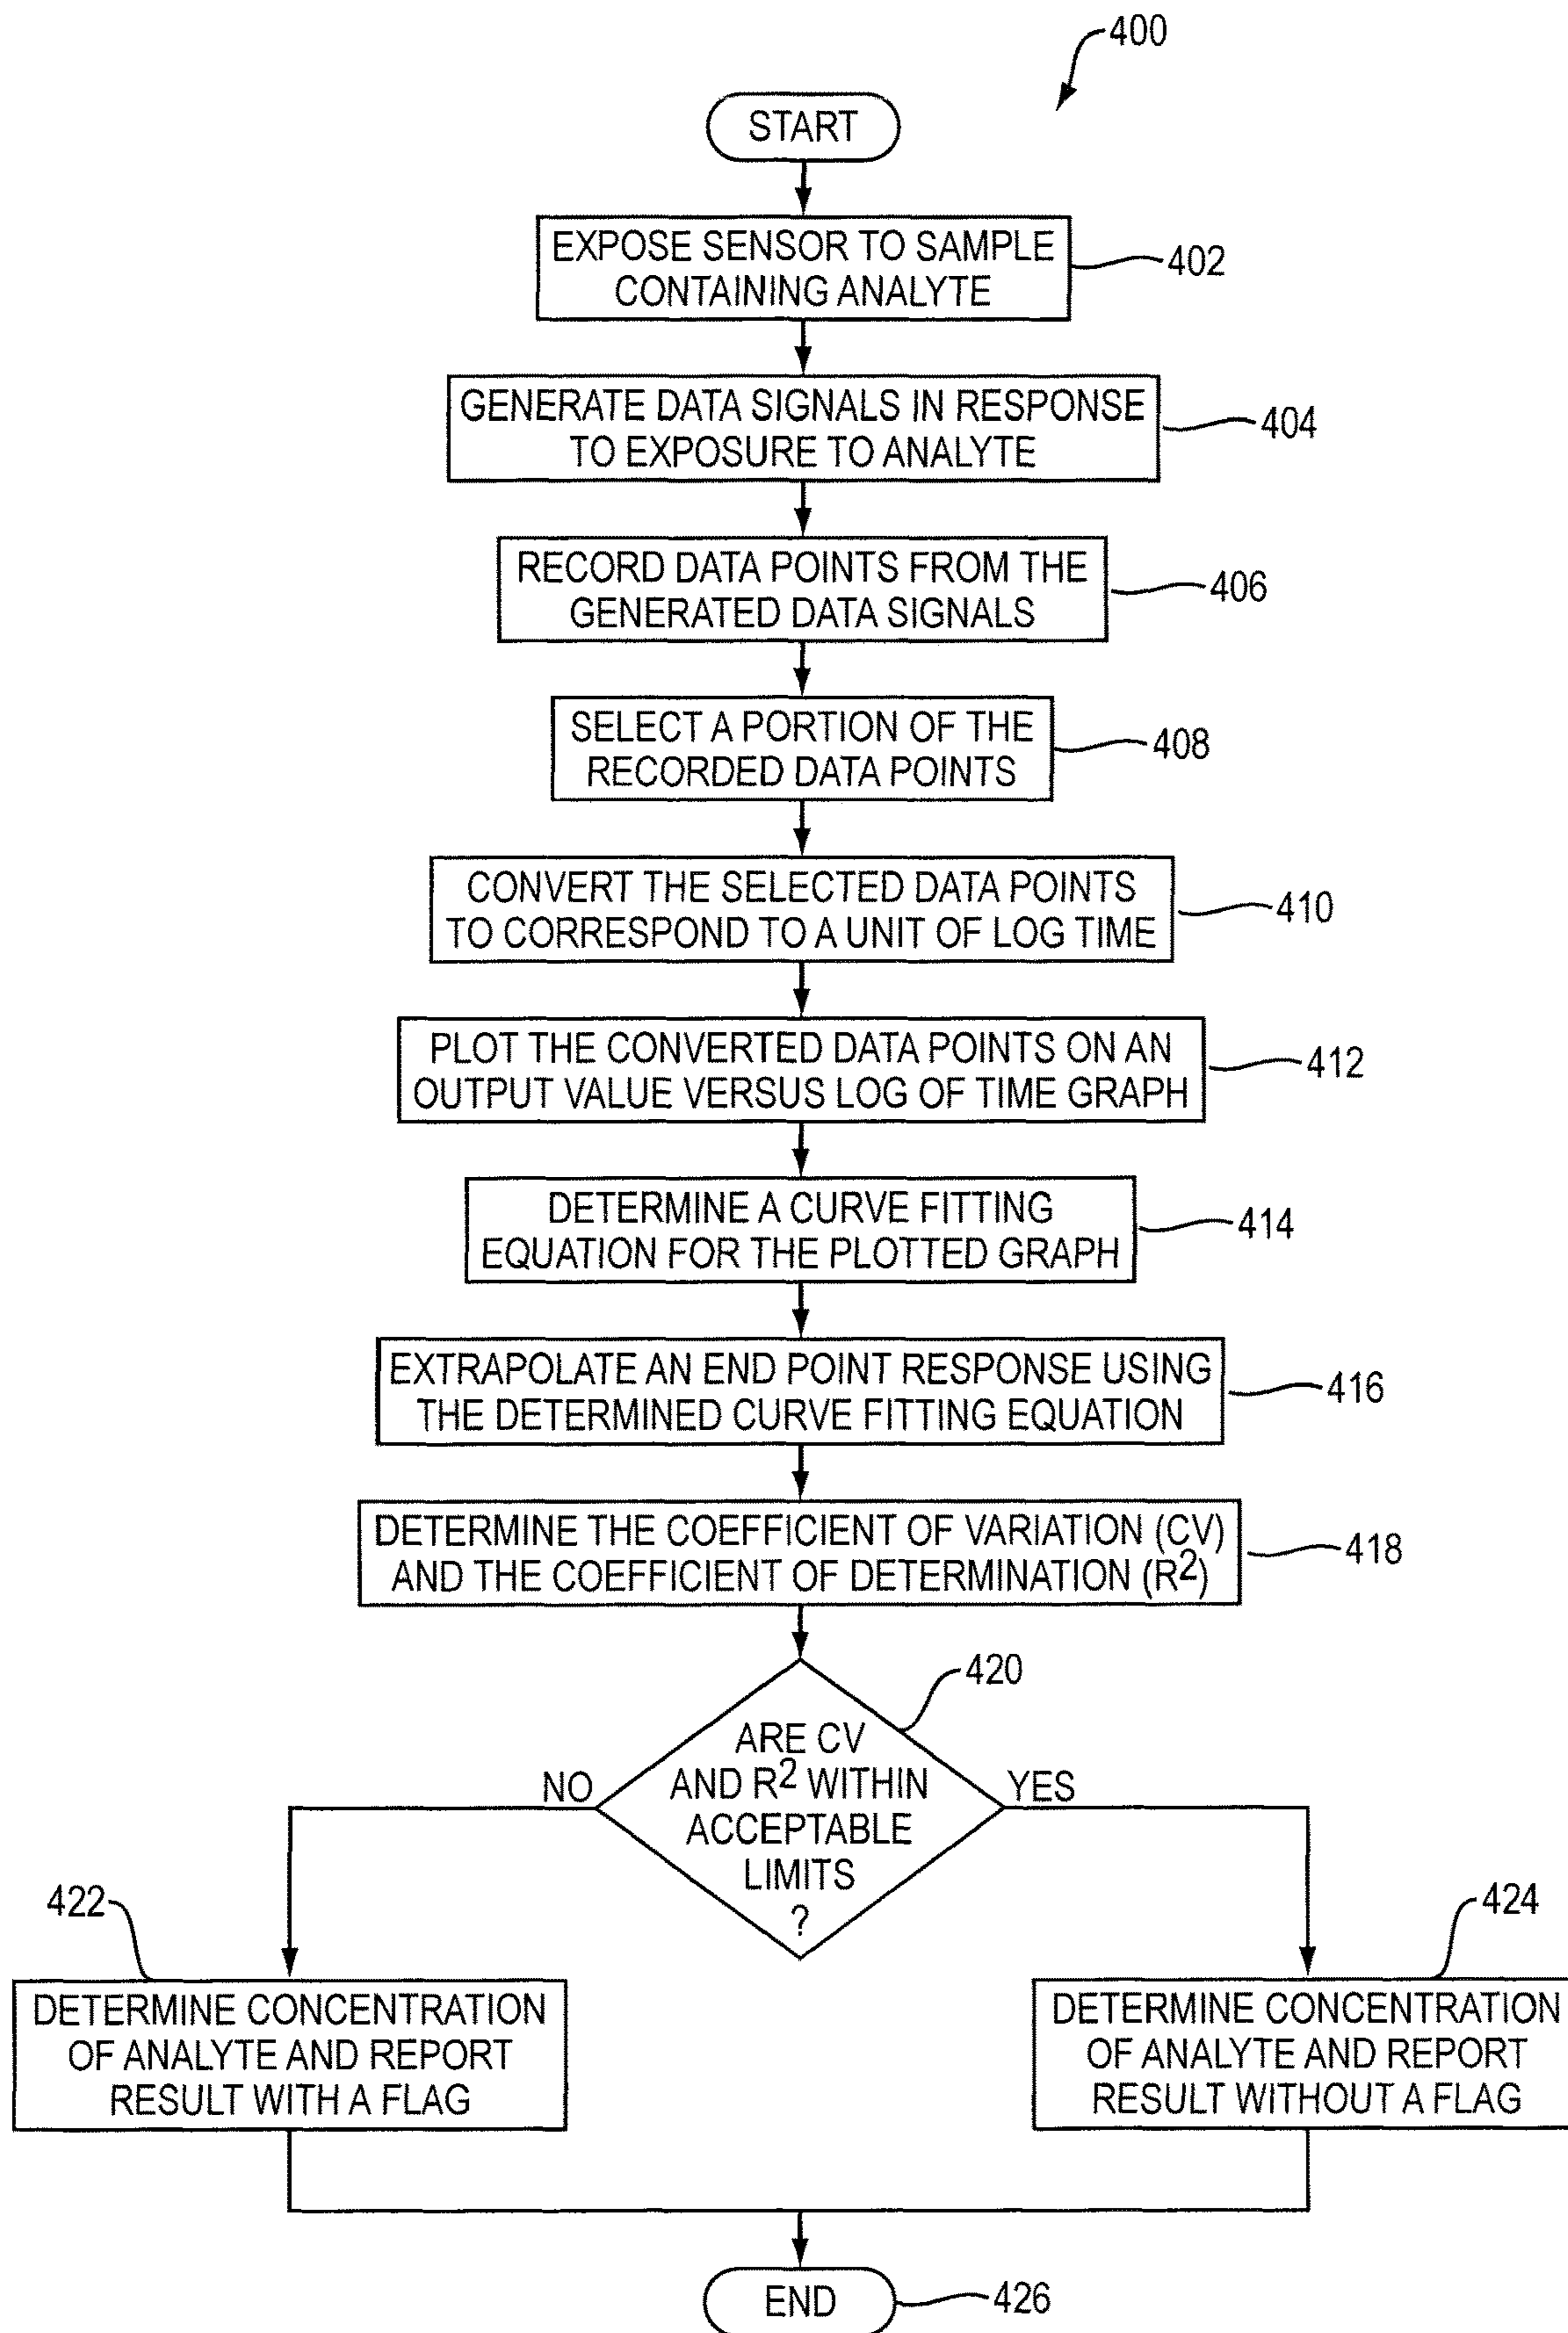 400
START
EXPOSE SENSOR TO SAMPLE
CONTAINING ANALYTE
402
GENERATE DATA SIGNALS IN RESPONSE
TO EXPOSURE TO ANALYTE
404
RECORD DATA POINTS FROM THE
GENERATED DATA SIGNALS
406
SELECT A PORTION OF THE
RECORDED DATA POINTS
408
CONVERT THE SELECTED DATA POINTS
TO CORRESPOND TO A UNIT OF LOG TIME
410
PLOT THE CONVERTED DATA POINTS ON AN
OUTPUT VALUE VERSUS LOG OF TIME GRAPH
412
DETERMINE A CURVE FITTING
EQUATION FOR THE PLOTTED GRAPH
414
EXTRAPOLATE AN END POINT RESPONSE USING
THE DETERMINED CURVE FITTING EQUATION
416
DETERMINE THE COEFFICIENT OF VARIATION (CV)
AND THE COEFFICIENT OF DETERMINATION (R²)
418
420
ARE CV
AND R² WITHIN
ACCEPTABLE
LIMITS
?
NO
YES
422
DETERMINE CONCENTRATION
OF ANALYTE AND REPORT
RESULT WITH A FLAG
424
DETERMINE CONCENTRATION
OF ANALYTE AND REPORT
RESULT WITHOUT A FLAG
END
426